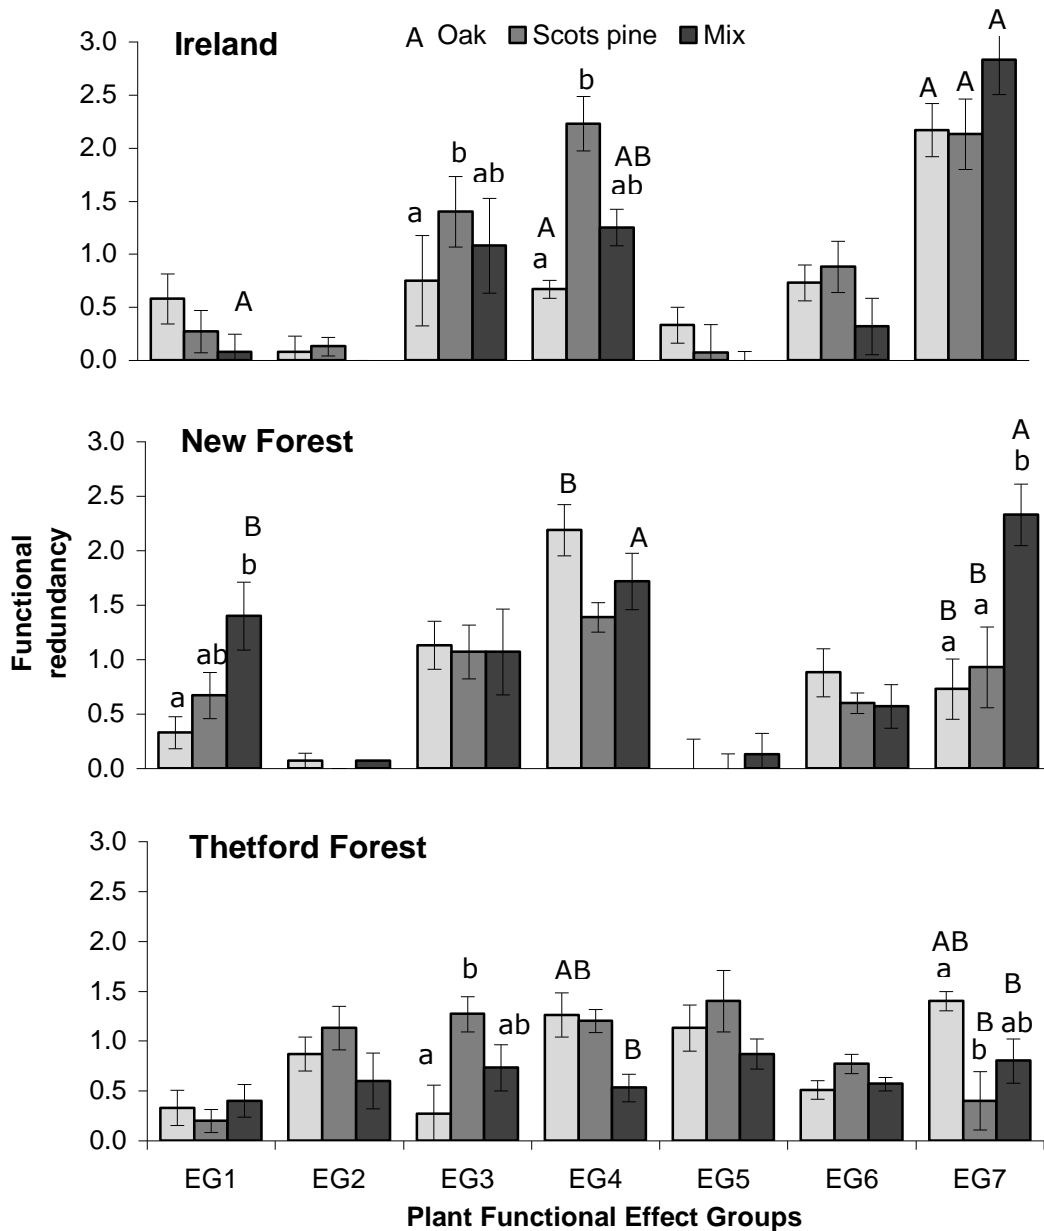 Ireland
A Oak Scots pine Mix
A
3.0
2.5
2.0
1.5
1.0
0.5
0.0
A
a
b
ab
A
a
b
AB
ab
A
A
New Forest
3.0
2.5
2.0
1.5
1.0
0.5
0.0
a
ab
B
b
B
A
B
a
B
a
A
b
Functional
redundancy
Thetford Forest
3.0
2.5
2.0
1.5
1.0
0.5
0.0
a
b
ab
AB
B
AB
a
B
b
B
ab
EG1 EG2 EG3 EG4 EG5 EG6 EG7
Plant Functional Effect Groups